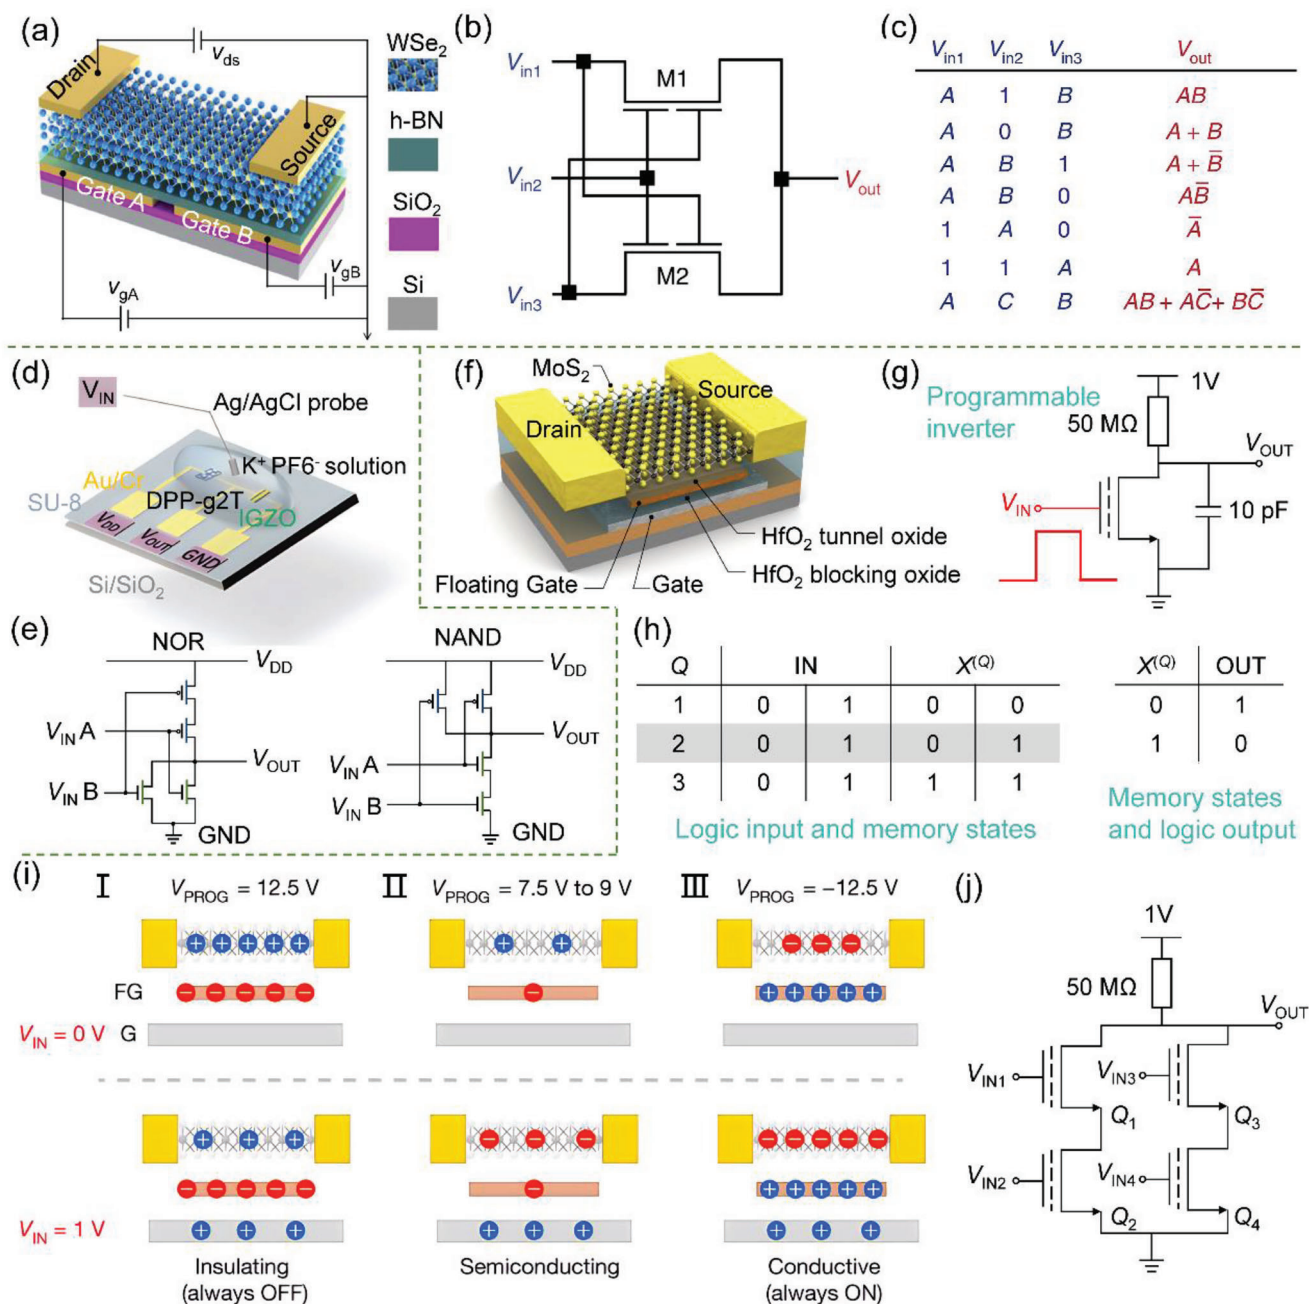 (a)
Drain
V_ds
Source
Gate A
Gate B
V_gB
V_gA
WSe₂
h-BN
SiO₂
Si
(b)
V_in1
M1
V_in2
V_out
M2
V_in3
(c)
V_in1 V_in2 V_in3 V_out
A 1 B AB
A 0 B A + B
A B 1 A + B̅
A B 0 AB̅
1 A 0 A̅
1 1 A A
A C B AB + AC̅ + BC̅
(d)
V_IN
Ag/AgCl probe
K⁺ PF6⁻ solution
Au/Cr
SU-8
DPP-g2T
IGZO
V_DD
V_OUT
GND
Si/SiO₂
(e)
NOR
V_DD
V_IN A
V_OUT
V_IN B
GND
NAND
V_DD
V_OUT
V_IN A
V_IN B
GND
(f)
MoS₂
Source
Drain
HfO₂ tunnel oxide
HfO₂ blocking oxide
Floating Gate
Gate
(g)
Programmable
inverter
1V
50 MΩ
V_OUT
V_IN
10 pF
(h)
Q IN X^(Q)
1 0 1 0 0
2 0 1 0 1
3 0 1 1 1
Logic input and memory states
X^(Q) OUT
0 1
1 0
Memory states
and logic output
(i)
I V_PROG = 12.5 V
II V_PROG = 7.5 V to 9 V
III V_PROG = −12.5 V
+ + + + +
+ +
− − −
FG
− − − − −
−
+ + + + +
V_IN = 0 V
G
+ + +
− − −
− − − − −
− − − − −
−
+ + + + +
V_IN = 1 V
+ + +
+ + +
+ + +
Insulating
(always OFF)
Semiconducting
Conductive
(always ON)
(j)
1V
50 MΩ
V_OUT
V_IN1
Q₁
V_IN3
Q₃
V_IN2
Q₂
V_IN4
Q₄